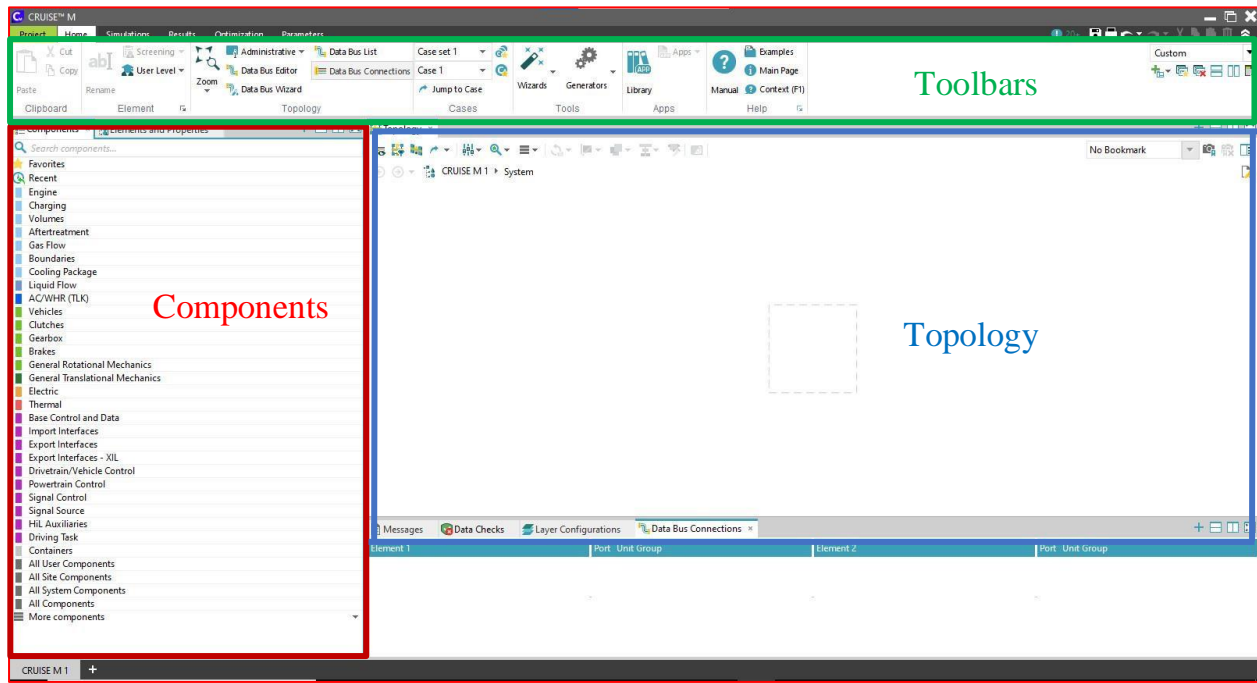 CRUISE™ M
Project Home Simulations Results Optimization Parameters
20+
Cut
Copy
Paste
Clipboard
abI
Rename
Screening
User Level
Element
Zoom
Administrative
Data Bus List
Data Bus Editor
Data Bus Connections
Data Bus Wizard
Topology
Case set 1
Case 1
Jump to Case
Cases
Wizards
Generators
Tools
APP
Library
Apps
Apps
Manual
Examples
Main Page
Context (F1)
Help
Toolbars
Custom
Components
Elements and Properties
Topology
Search components...
Favorites
Recent
Engine
Charging
Volumes
Aftertreatment
Gas Flow
Boundaries
Cooling Package
Liquid Flow
AC/WHR (TLK)
Vehicles
Clutches
Gearbox
Brakes
General Rotational Mechanics
General Translational Mechanics
Electric
Thermal
Base Control and Data
Import Interfaces
Export Interfaces
Export Interfaces - XIL
Drivetrain/Vehicle Control
Powertrain Control
Signal Control
Signal Source
HiL Auxiliaries
Driving Task
Containers
All User Components
All Site Components
All System Components
All Components
More components
Components
No Bookmark
CRUISE M 1 System
Topology
Messages Data Checks Layer Configurations Data Bus Connections
Element 1 Port Unit Group Element 2 Port Unit Group
CRUISE M 1 +